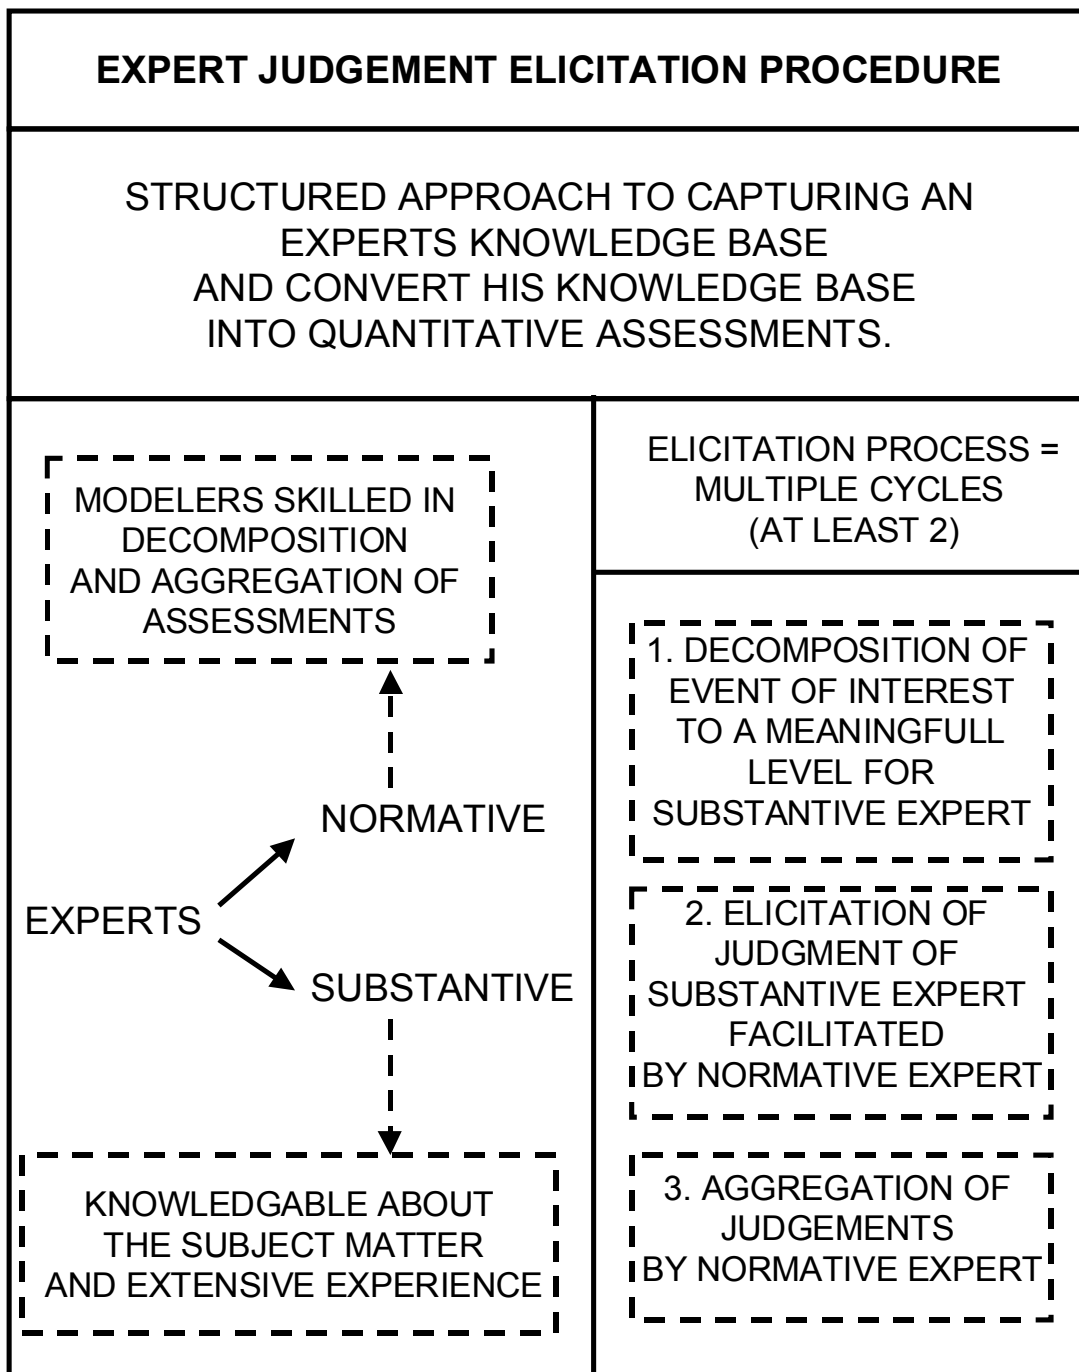 EXPERT JUDGEMENT ELICITATION PROCEDURE
STRUCTURED APPROACH TO CAPTURING AN
EXPERTS KNOWLEDGE BASE
AND CONVERT HIS KNOWLEDGE BASE
INTO QUANTITATIVE ASSESSMENTS.
MODELERS SKILLED IN
DECOMPOSITION
AND AGGREGATION OF
ASSESSMENTS
NORMATIVE
EXPERTS
SUBSTANTIVE
KNOWLEDGABLE ABOUT
THE SUBJECT MATTER
AND EXTENSIVE EXPERIENCE
ELICITATION PROCESS =
MULTIPLE CYCLES
(AT LEAST 2)
1. DECOMPOSITION OF
EVENT OF INTEREST
TO A MEANINGFULL
LEVEL FOR
SUBSTANTIVE EXPERT
2. ELICITATION OF
JUDGMENT OF
SUBSTANTIVE EXPERT
FACILITATED
BY NORMATIVE EXPERT
3. AGGREGATION OF
JUDGEMENTS
BY NORMATIVE EXPERT